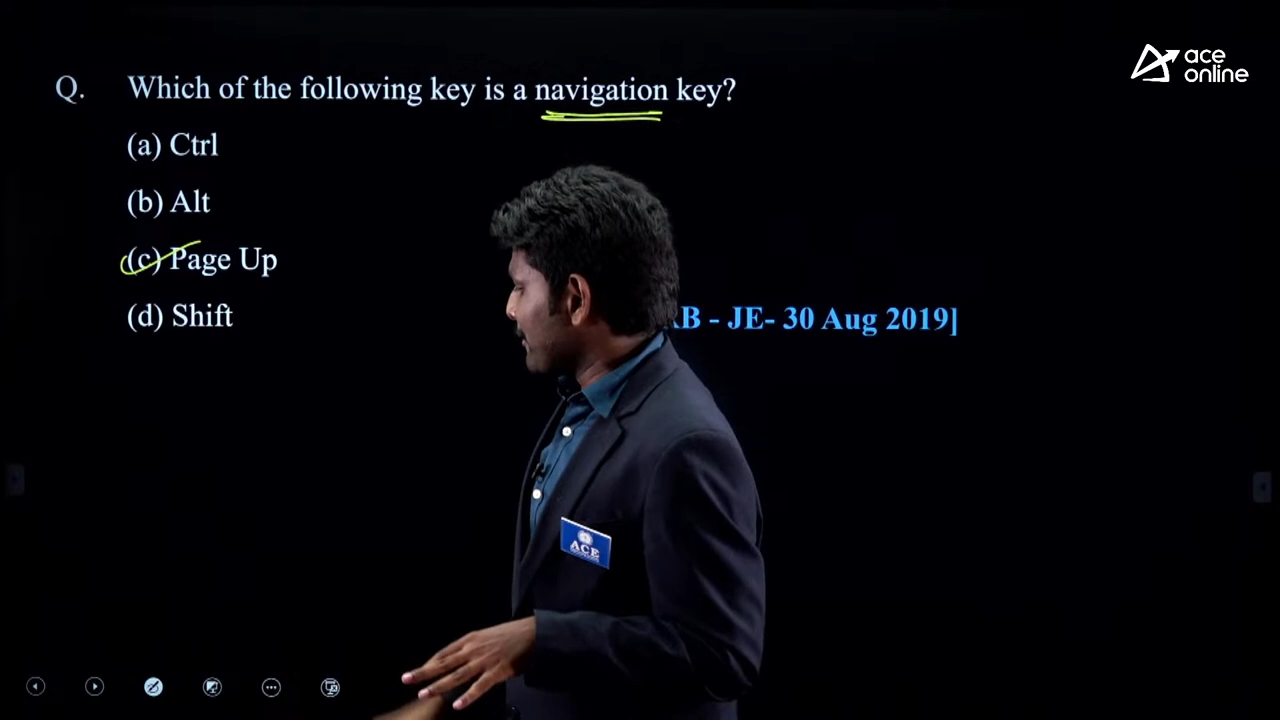 ace
online
Q. Which of the following key is a navigation key?
(a) Ctrl
(b) Alt
(c) Page Up
(d) Shift
- JE- 30 Aug 2019]
ACE